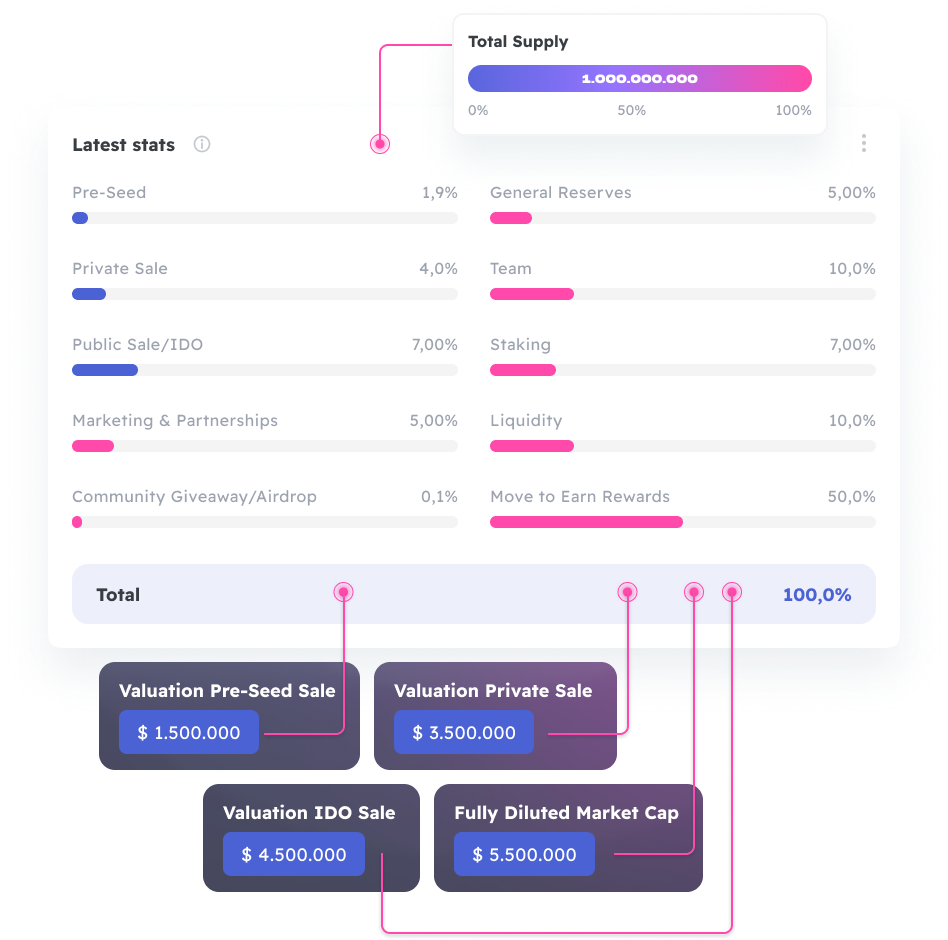 Total Supply
1.000.000.000
0% 50% 100%
Latest stats
Pre-Seed 1,9%
Private Sale 4,0%
Public Sale/IDO 7,00%
Marketing & Partnerships 5,00%
Community Giveaway/Airdrop 0,1%
General Reserves 5,00%
Team 10,0%
Staking 7,00%
Liquidity 10,0%
Move to Earn Rewards 50,0%
Total 100,0%
Valuation Pre-Seed Sale
$ 1.500.000
Valuation Private Sale
$ 3.500.000
Valuation IDO Sale
$ 4.500.000
Fully Diluted Market Cap
$ 5.500.000